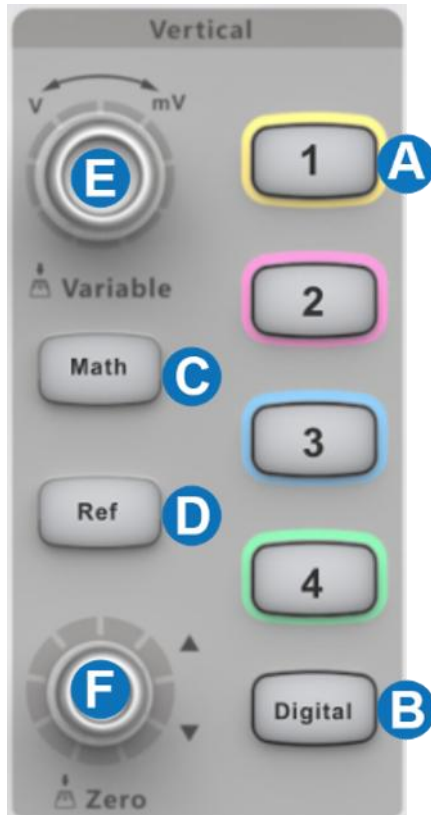 Vertical
V mV
E
1 A
Variable
2
Math C
3
Ref D
4
F
Digital B
Zero